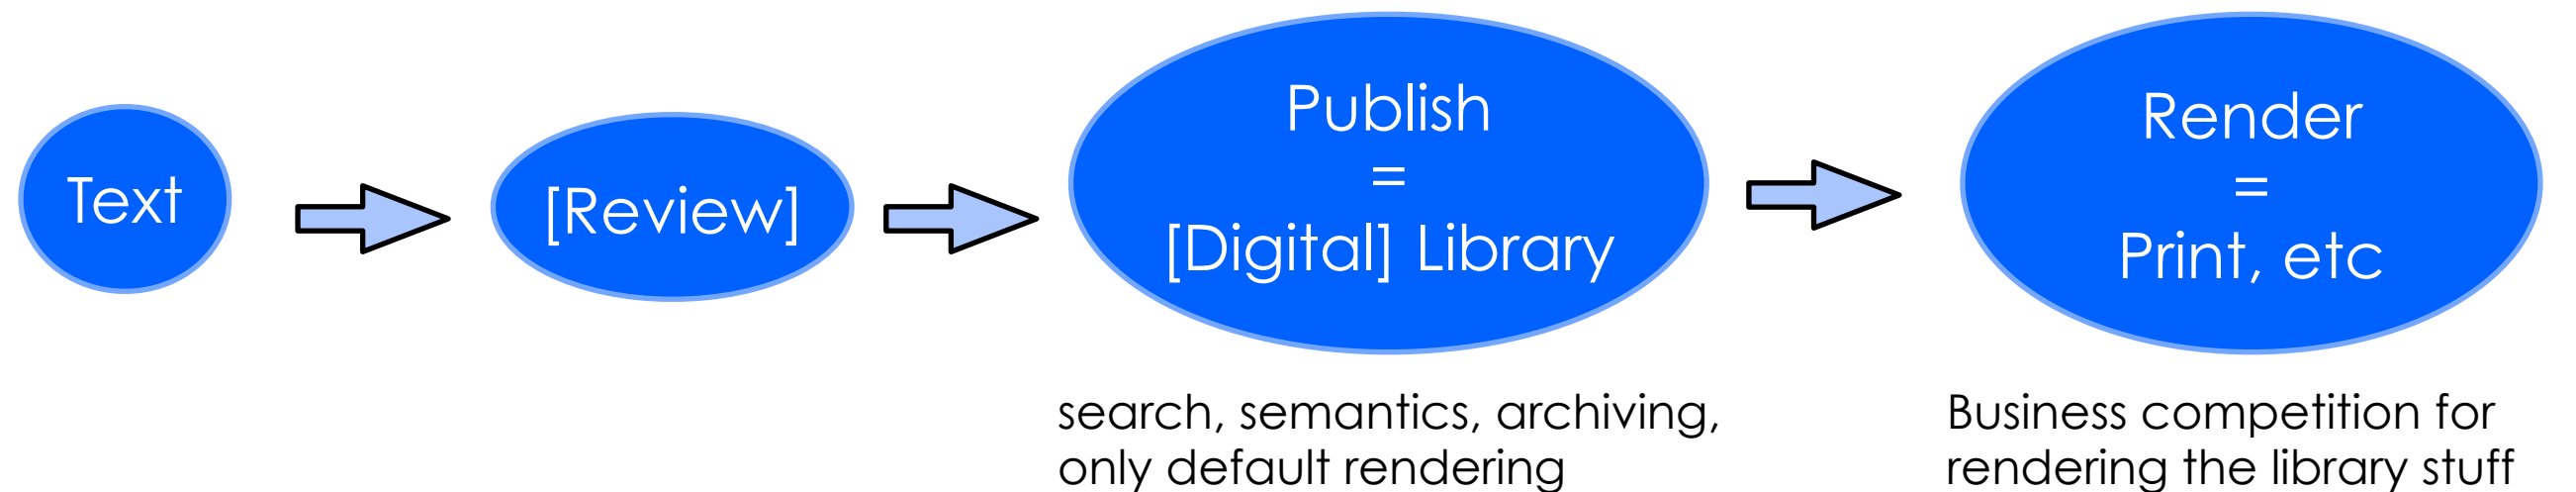 Text
[Review]
Publish
=
[Digital] Library
search, semantics, archiving,
only default rendering
Render
=
Print, etc
Business competition for
rendering the library stuff